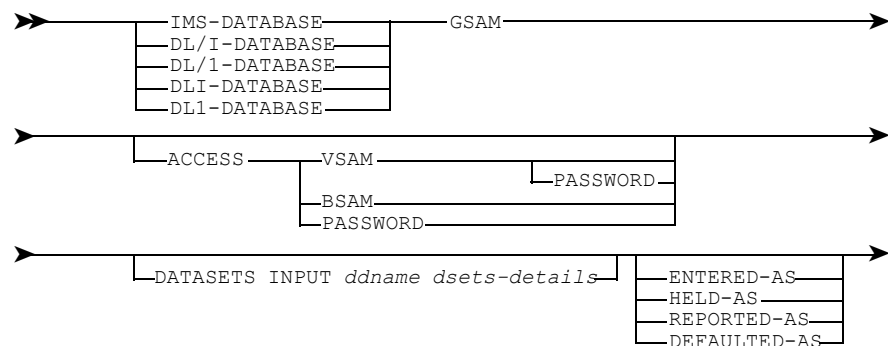 IMS-DATABASE GSAM
DL/I-DATABASE
DL/1-DATABASE
DLI-DATABASE
DL1-DATABASE
ACCESS VSAM
PASSWORD
BSAM
PASSWORD
DATASETS INPUT ddname dsets-details ENTERED-AS
HELD-AS
REPORTED-AS
DEFAULTED-AS